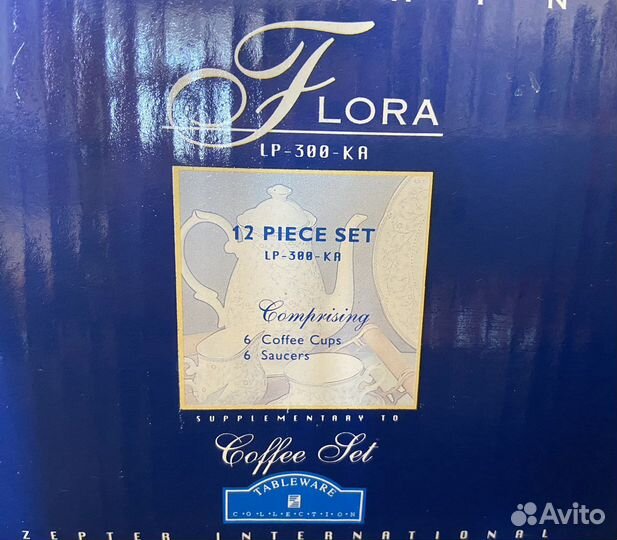 FLORA
LP-300-KA
12 PIECE SET
LP-300-KA
Comprising
6 Coffee Cups
6 Saucers
SUPPLEMENTARY TO
Coffee Set
TABLEWARE
COLLECTION
ZEPTER INTERNATIONAL
Avito